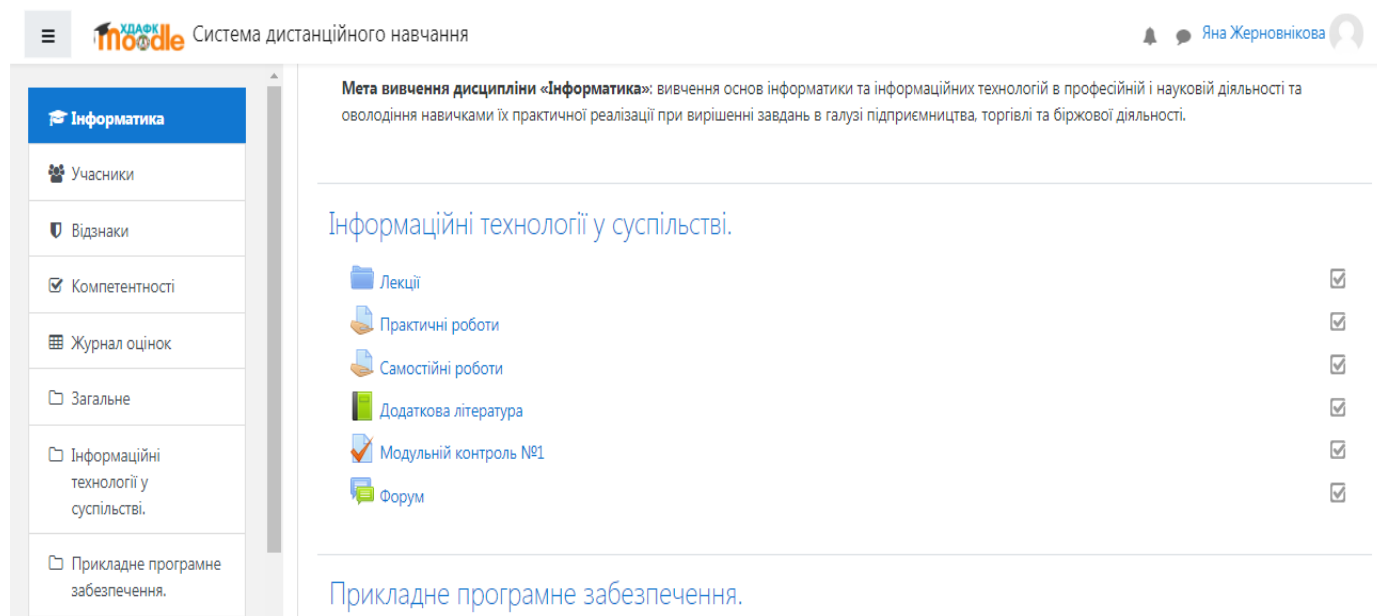 ХДАФК
moodle Система дистанційного навчання
Яна Жерновнікова
Інформатика
Учасники
Відзнаки
Компетентності
Журнал оцінок
Загальне
Інформаційні
технології у
суспільстві.
Прикладне програмне
забезпечення.
Мета вивчення дисципліни «Інформатика»: вивчення основ інформатики та інформаційних технологій в професійній і науковій діяльності та
оволодіння навичками їх практичної реалізації при вирішенні завдань в галузі підприємництва, торгівлі та біржової діяльності.
Інформаційні технології у суспільстві.
Лекції
Практичні роботи
Самостійні роботи
Додаткова література
Модульній контроль №1
Форум
Прикладне програмне забезпечення.